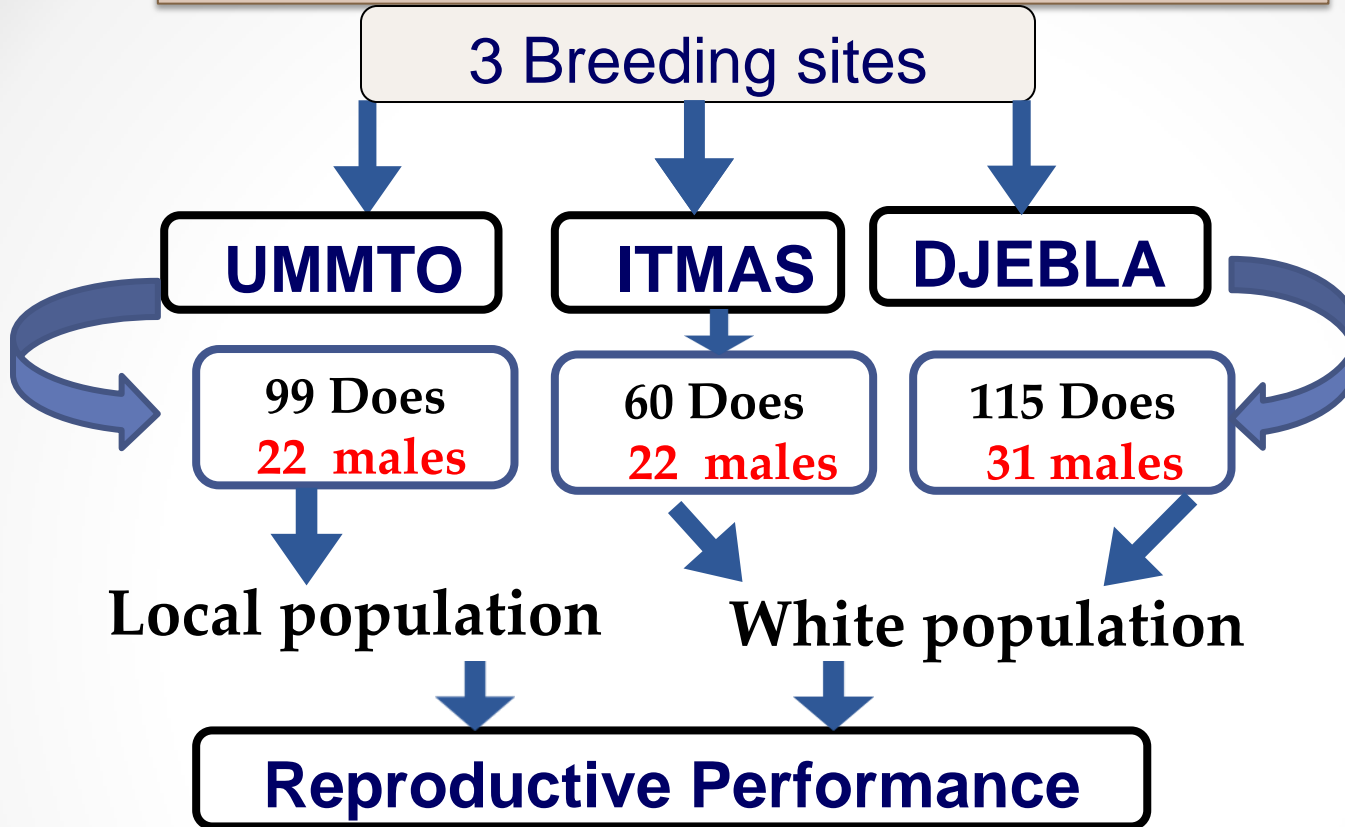 3 Breeding sites
UMMTO
ITMAS
DJEBLA
99 Does
22 males
60 Does
22 males
115 Does
31 males
Local population
White population
Reproductive Performance